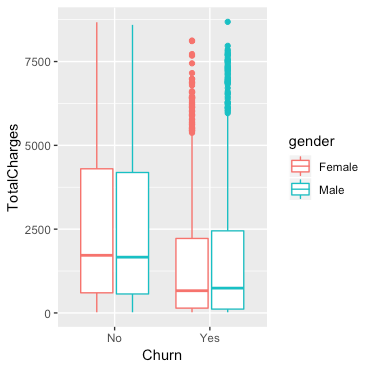 TotalCharges
7500
5000
2500
0
No
Yes
Churn
gender
Female
Male